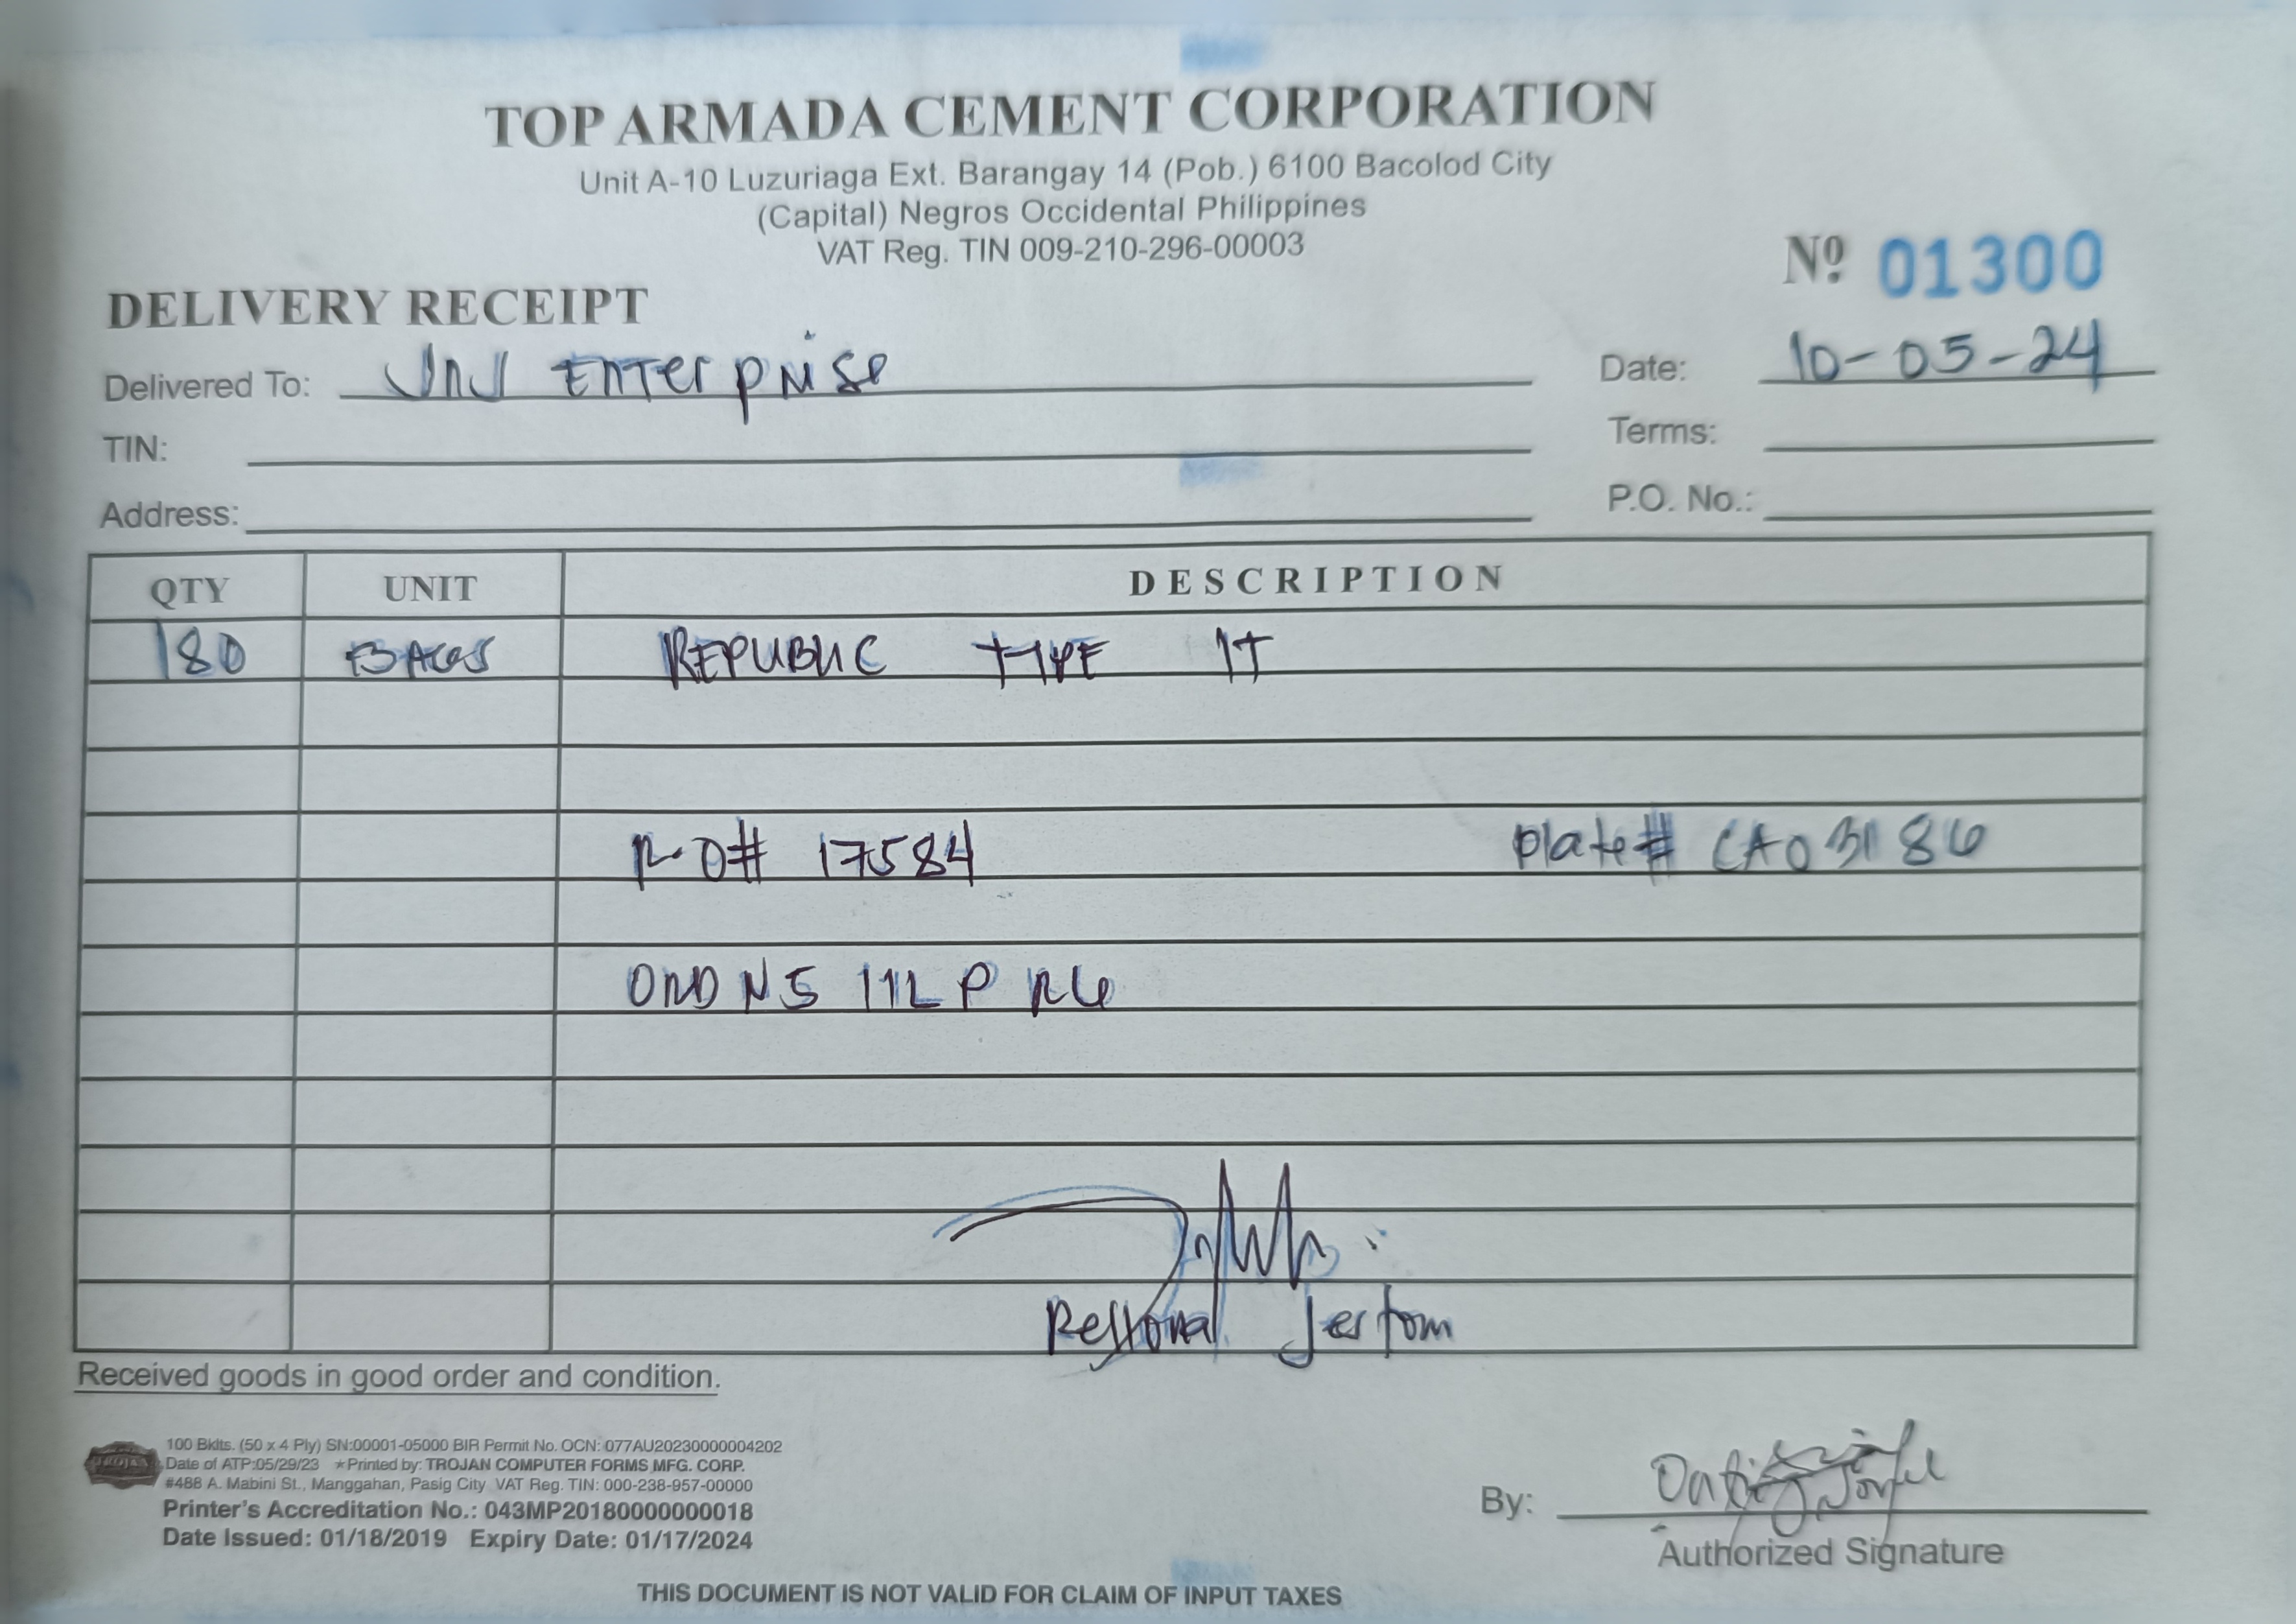 TOP ARMADA CEMENT CORPORATION
Unit A-10 Luzuriaga Ext. Barangay 14 (Pob.) 6100 Bacolod City
(Capital) Negros Occidental Philippines
VAT Reg. TIN 009-210-296-00003
Nº 01300
DELIVERY RECEIPT
Delivered To: JNJ Enterprise
Date: 10-05-24
TIN:
Terms:
Address:
P.O. No.:
QTY UNIT DESCRIPTION
180 BAGS REPUBLIC TYPE 1T
R.O# 17584 plate# CAO3186
Jerfom
Received goods in good order and condition.
100 Bklts. (50 x 4 Ply) SN:00001-05000 BIR Permit No. OCN: 077AU20230000004202
Date of ATP:05/29/23 ★Printed by: TROJAN COMPUTER FORMS MFG. CORP.
#488 A. Mabini St., Manggahan, Pasig City VAT Reg. TIN: 000-238-957-00000
Printer's Accreditation No.: 043MP20180000000018
Date Issued: 01/18/2019 Expiry Date: 01/17/2024
By:
Authorized Signature
THIS DOCUMENT IS NOT VALID FOR CLAIM OF INPUT TAXES